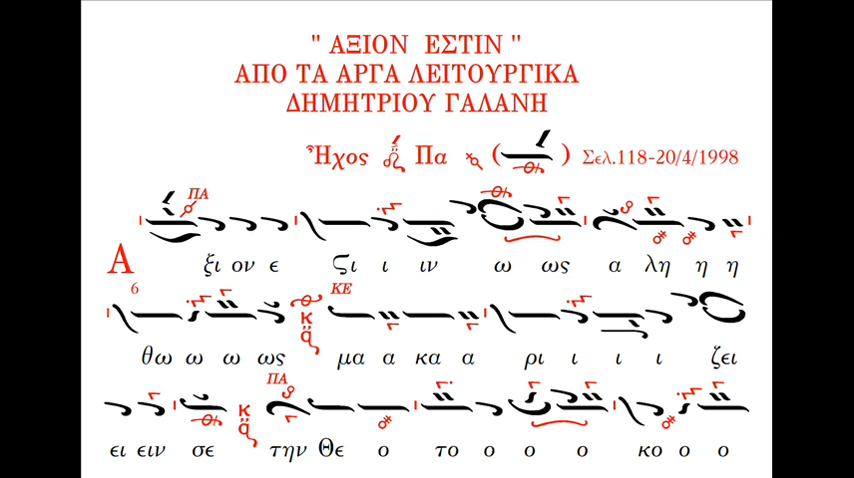 " ΑΞΙΟΝ ΕΣΤΙΝ "
ΑΠΟ ΤΑ ΑΡΓΑ ΛΕΙΤΟΥΡΓΙΚΑ
ΔΗΜΗΤΡΙΟΥ ΓΑΛΑΝΗ
Ἦχος Πα ( ) Σελ.118-20/4/1998
ΠΑ
Α ξι ον ε ϛι ι ιν ω ως α λη η η
6 ΚΕ
θω ω ω ως μα α κα α ρι ι ι ι ζει
ΠΑ
ει ειν σε την Θε ο το ο ο ο κο ο ο